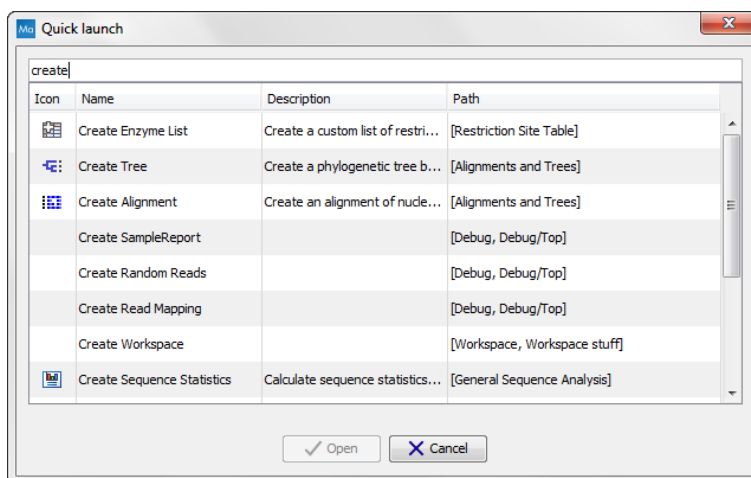 Ma Quick launch
create
Icon Name Description Path
Create Enzyme List Create a custom list of restri... [Restriction Site Table]
Create Tree Create a phylogenetic tree b... [Alignments and Trees]
Create Alignment Create an alignment of nucle... [Alignments and Trees]
Create SampleReport [Debug, Debug/Top]
Create Random Reads [Debug, Debug/Top]
Create Read Mapping [Debug, Debug/Top]
Create Workspace [Workspace, Workspace stuff]
Create Sequence Statistics Calculate sequence statistics... [General Sequence Analysis]
Open Cancel